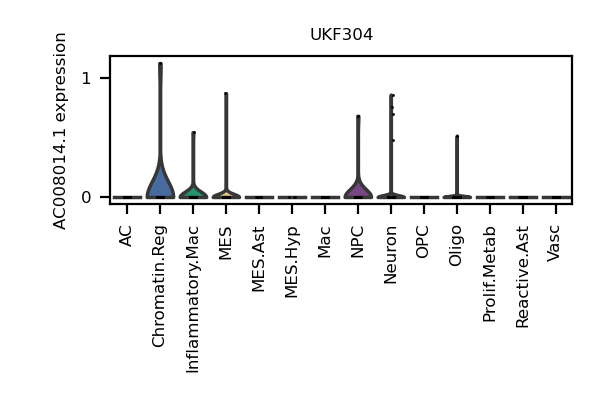 UKF304
AC008014.1 expression
1
0
AC
Chromatin.Reg
Inflammatory.Mac
MES
MES.Ast
MES.Hyp
Mac
NPC
Neuron
OPC
Oligo
Prolif.Metab
Reactive.Ast
Vasc